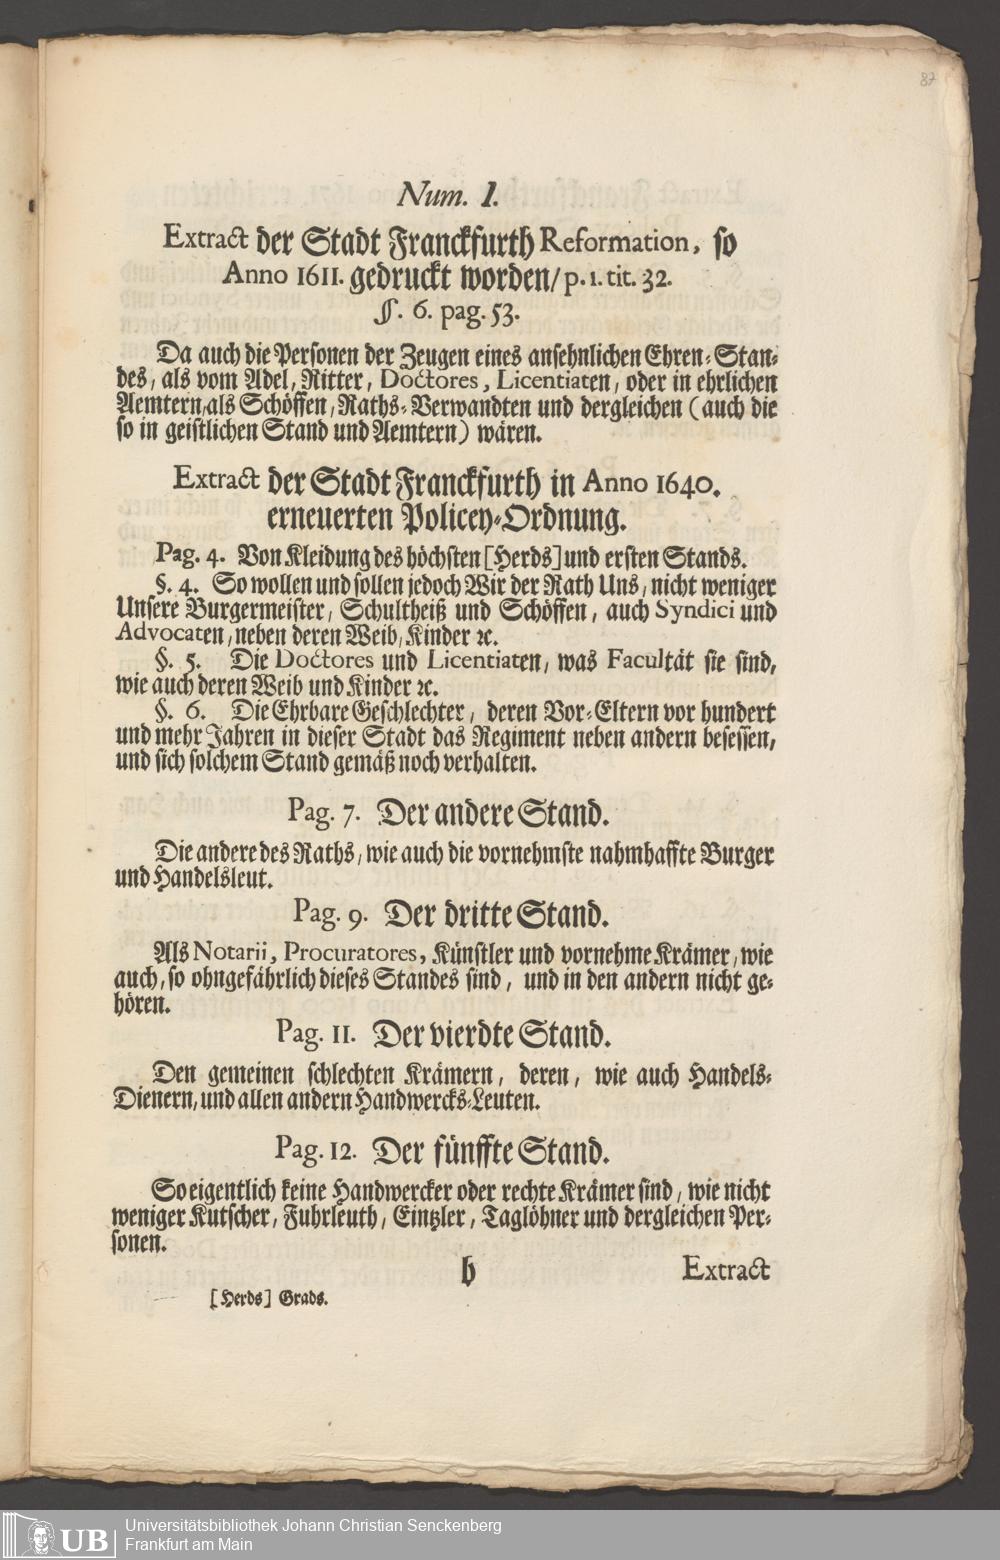 87
Num. I.
Extract der Stadt Franckfurth Reformation, so
Anno 1611. gedruckt worden/ p. 1. tit. 32.
§. 6. pag. 53.
Da auch die Personen der Zeugen eines ansehnlichen Ehren-Stan-
des, als vom Adel, Ritter, Doctores, Licentiaten, oder in ehrlichen
Aemtern, als Schöffen, Raths-Verwandten und dergleichen (auch die
so in geistlichen Stand und Aemtern) wären.
Extract der Stadt Franckfurth in Anno 1640.
erneuerten Policey-Ordnung.
Pag. 4. Von Kleidung des höchsten [Herds] und ersten Stands.
§. 4. So wollen und sollen jedoch Wir der Rath Uns, nicht weniger
Unsere Burgermeister, Schultheiß und Schöffen, auch Syndici und
Advocaten, neben deren Weib, Kinder ꝛc.
§. 5. Die Doctores und Licentiaten, was Facultät sie sind,
wie auch deren Weib und Kinder ꝛc.
§. 6. Die Ehrbare Geschlechter, deren Vor-Eltern vor hundert
und mehr Jahren in dieser Stadt das Regiment neben andern besessen,
und sich solchem Stand gemäß noch verhalten.
Pag. 7. Der andere Stand.
Die andere des Raths, wie auch die vornehmste nahmhaffte Burger
und Handelsleut.
Pag. 9. Der dritte Stand.
Als Notarii, Procuratores, Künstler und vornehme Krämer, wie
auch, so ohngefährlich dieses Standes sind, und in den andern nicht ge-
hören.
Pag. 11. Der vierdte Stand.
Den gemeinen schlechten Krämern, deren, wie auch Handels-
Dienern, und allen andern Handwercks-Leuten.
Pag. 12. Der fünffte Stand.
So eigentlich keine Handwercker oder rechte Krämer sind, wie nicht
weniger Kutscher, Fuhrleuth, Eintzler, Taglöhner und dergleichen Per-
sonen.
b Extract
[Herds] Grads.
UB Universitätsbibliothek Johann Christian Senckenberg
Frankfurt am Main